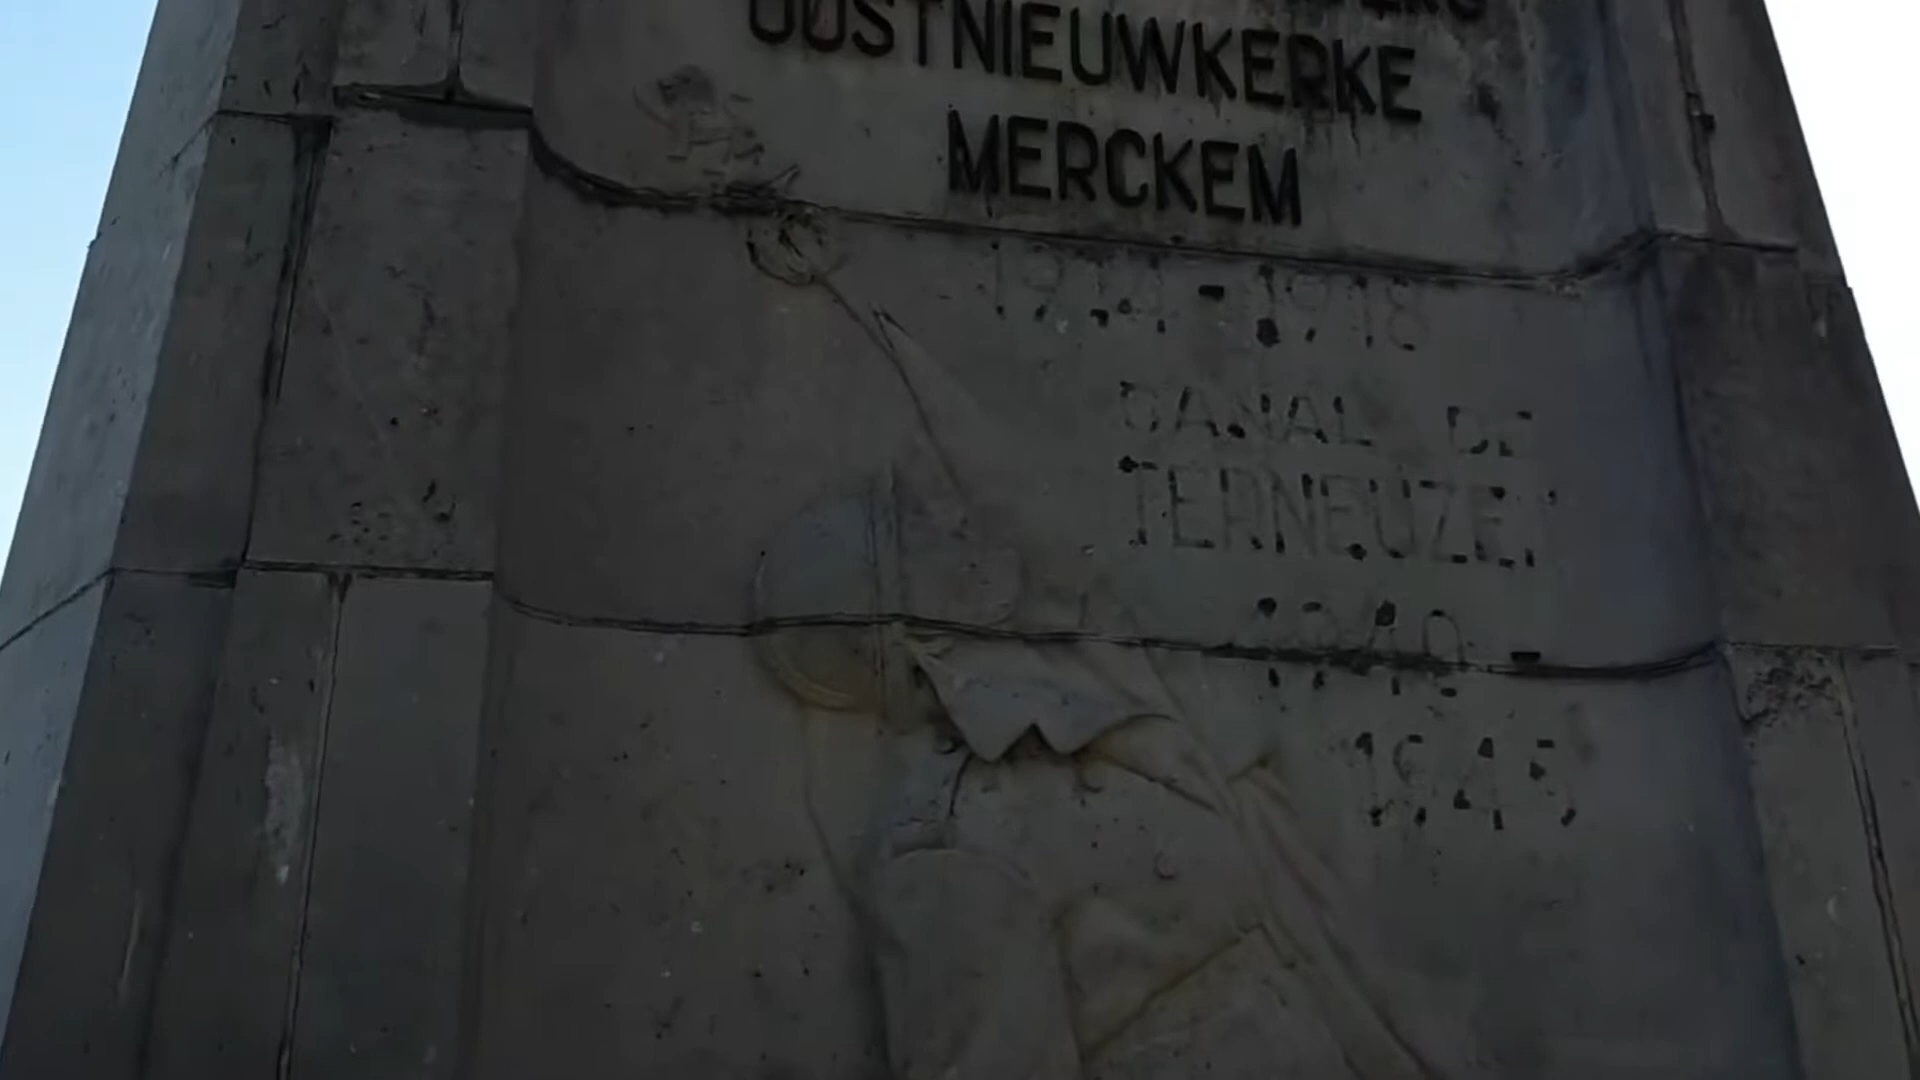 OOSTNIEUWKERKE
MERCKEM
1914 - 1918
CANAL DE
TERNEUZEN
1940 -
1945